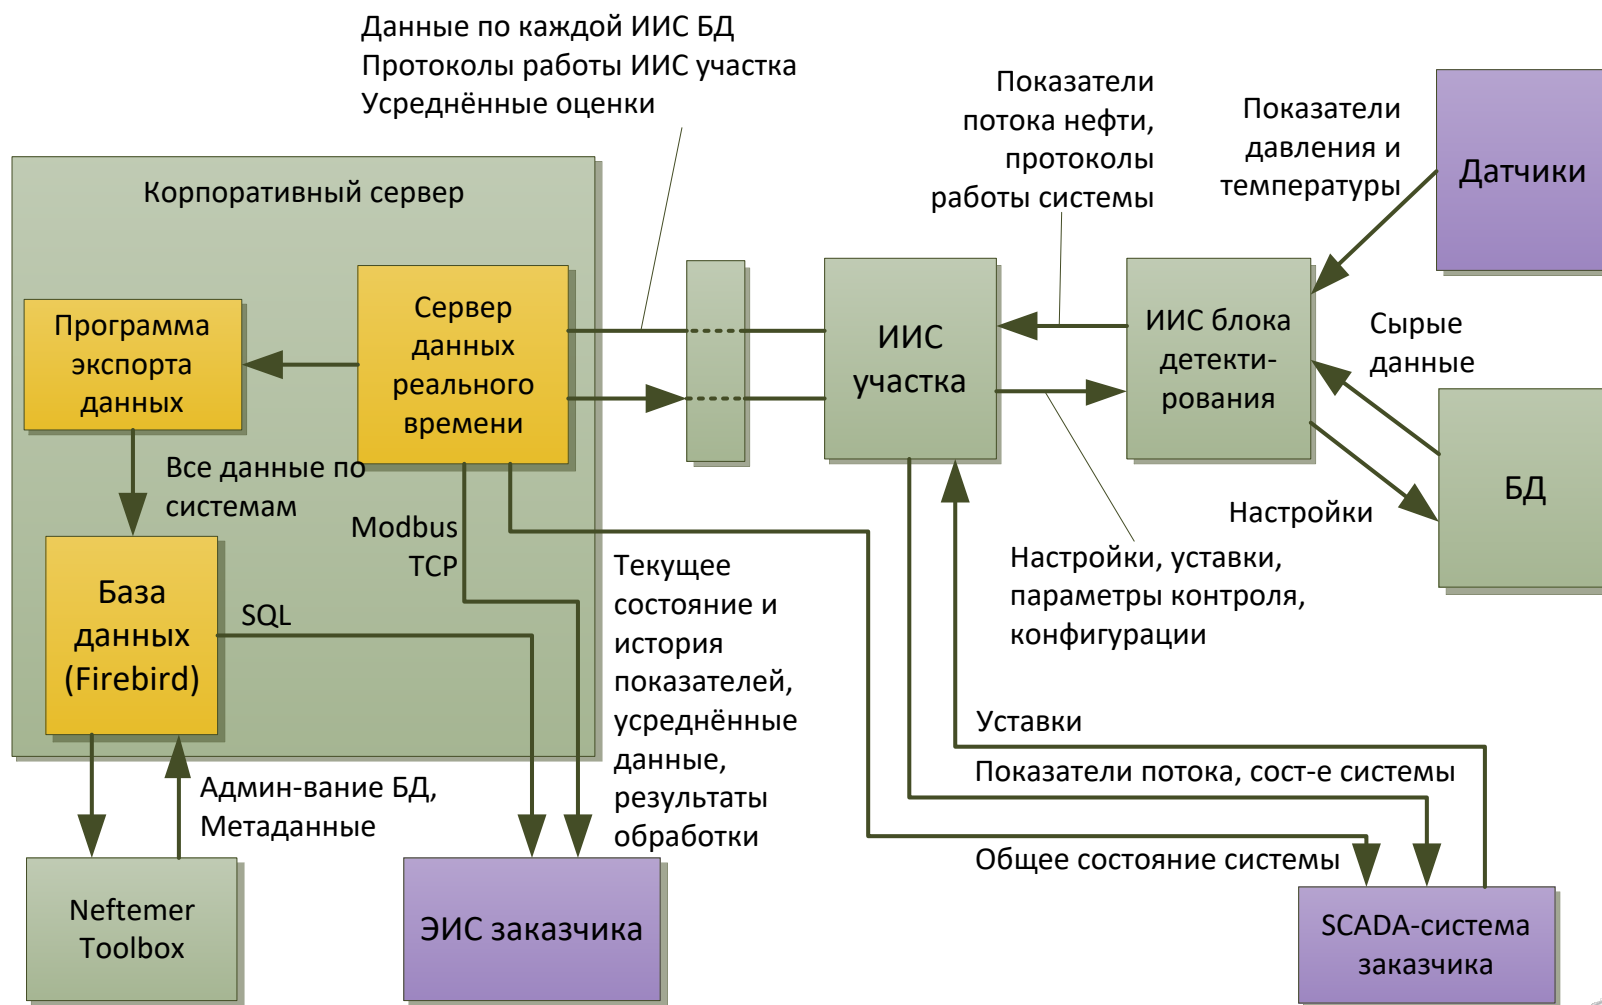 Данные по каждой ИИС БД
Протоколы работы ИИС участка
Усреднённые оценки
Показатели
потока нефти,
протоколы
работы системы
Показатели
давления и
температуры
Датчики
Корпоративный сервер
Программа
экспорта
данных
Сервер
данных
реального
времени
ИИС
участка
ИИС блока
детекти-
рования
Сырые
данные
БД
Настройки
Все данные по
системам
Modbus
TCP
База
данных
(Firebird)
SQL
Текущее
состояние и
история
показателей,
усреднённые
данные,
результаты
обработки
Настройки, уставки,
параметры контроля,
конфигурации
Уставки
Показатели потока, сост-е системы
Общее состояние системы
Админ-вание БД,
Метаданные
Neftemer
Toolbox
ЭИС заказчика
SCADA-система
заказчика